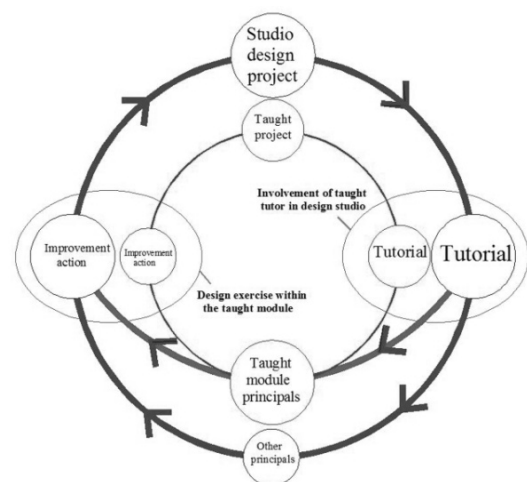 Studio
design
project
Taught
project
Involvement of taught
tutor in design studio
Improvement
action
Improvement
action
Tutorial
Tutorial
Design exercise within
the taught module
Taught
module
principals
Other
principals